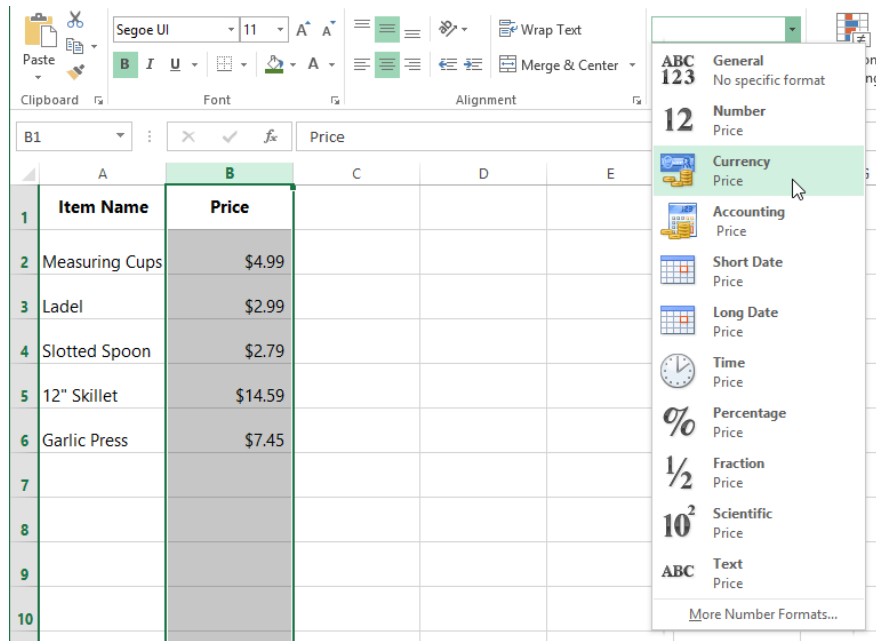 Segoe UI 11 A A Wrap Text
Paste B I U A Merge & Center
Clipboard Font Alignment
B1 fx Price
A B C D E
1 Item Name Price
2 Measuring Cups $4.99
3 Ladel $2.99
4 Slotted Spoon $2.79
5 12" Skillet $14.59
6 Garlic Press $7.45
7
8
9
10
ABC 123 General
No specific format
12 Number
Price
Currency
Price
Accounting
Price
Short Date
Price
Long Date
Price
Time
Price
% Percentage
Price
1/2 Fraction
Price
10² Scientific
Price
ABC Text
Price
More Number Formats...